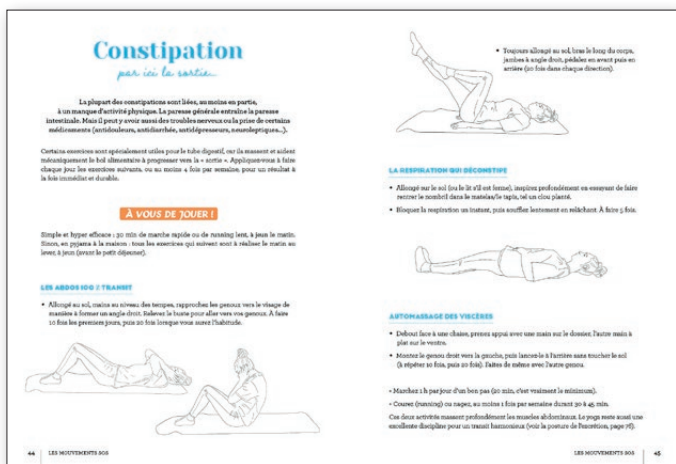 Constipation
par ici la sortie...
La plupart des constipations sont liées, au moins en partie,
à un manque d'activité physique. La paresse générale entraîne la paresse
intestinale. Mais il peut y avoir aussi des troubles nerveux ou la prise de certains
médicaments (antidouleurs, antidiarrhée, antidépresseurs, neuroleptiques...).
Certains exercices sont spécialement utiles pour le tube digestif, car ils massent et aident
mécaniquement le bol alimentaire à progresser vers la « sortie ». Appliquez-vous à faire
chaque jour les exercices suivants, ou au moins 4 fois par semaine, pour un résultat à
la fois immédiat et durable.
À VOUS DE JOUER !
Simple et hyper efficace : 30 min de marche rapide ou de running lent, à jeun le matin.
Sinon, en pyjama à la maison : tous les exercices qui suivent sont à réaliser le matin au
lever, à jeun (avant le petit déjeuner).
LES ABDOS 100 % TRANSIT
• Allongé au sol, mains au niveau des tempes, rapprochez les genoux vers le visage de
manière à former un angle droit. Relevez le buste pour aller vers vos genoux. À faire
10 fois les premiers jours, puis 20 fois lorsque vous aurez l'habitude.
44 LES MOUVEMENTS SOS
• Toujours allongé au sol, bras le long du corps,
jambes à angle droit, pédalez en avant puis en
arrière (20 fois dans chaque direction).
LA RESPIRATION QUI DÉCONSTIPE
• Allongé sur le sol (ou le lit s'il est ferme), inspirez profondément en essayant de faire
rentrer le nombril dans le matelas/le tapis, tel un clou planté.
• Bloquez la respiration un instant, puis soufflez lentement en relâchant. À faire 5 fois.
AUTOMASSAGE DES VISCÈRES
• Debout face à une chaise, prenez appui avec une main sur le dossier, l'autre main à
plat sur le ventre.
• Montez le genou droit vers la gauche, puis lancez-le à l'arrière sans toucher le sol
(à répéter 10 fois, puis 20 fois). Faites de même avec l'autre genou.
• Marchez 1 h par jour d'un bon pas (20 min, c'est vraiment le minimum).
• Courez (running) ou nagez, au moins 1 fois par semaine durant 30 à 45 min.
Ces deux activités massent profondément les muscles abdominaux. Le yoga reste aussi une
excellente discipline pour un transit harmonieux (voir la posture de l'excrétion, page 76).
LES MOUVEMENTS SOS 45